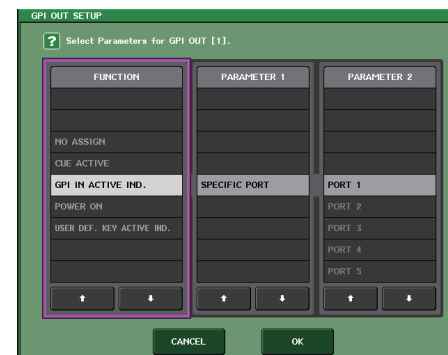 GPI OUT SETUP
? Select Parameters for GPI OUT [1].
FUNCTION PARAMETER 1 PARAMETER 2
NO ASSIGN
CUE ACTIVE
GPI IN ACTIVE IND. SPECIFIC PORT PORT 1
POWER ON PORT 2
USER DEF. KEY ACTIVE IND. PORT 3
PORT 4
PORT 5
CANCEL OK